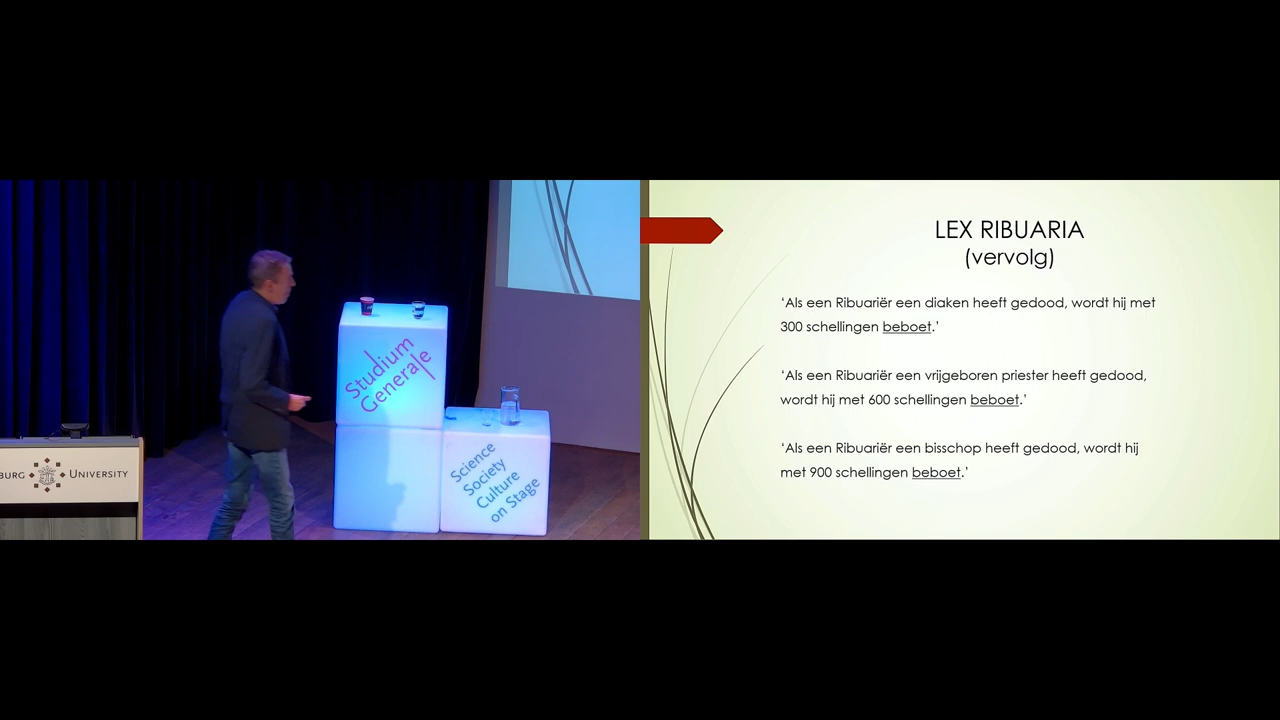 Studium
Generale
Science
Society
Culture
on Stage
BURG UNIVERSITY
LEX RIBUARIA
(vervolg)
‘Als een Ribuariër een diaken heeft gedood, wordt hij met
300 schellingen beboet.’
‘Als een Ribuariër een vrijgeboren priester heeft gedood,
wordt hij met 600 schellingen beboet.’
‘Als een Ribuariër een bisschop heeft gedood, wordt hij
met 900 schellingen beboet.’